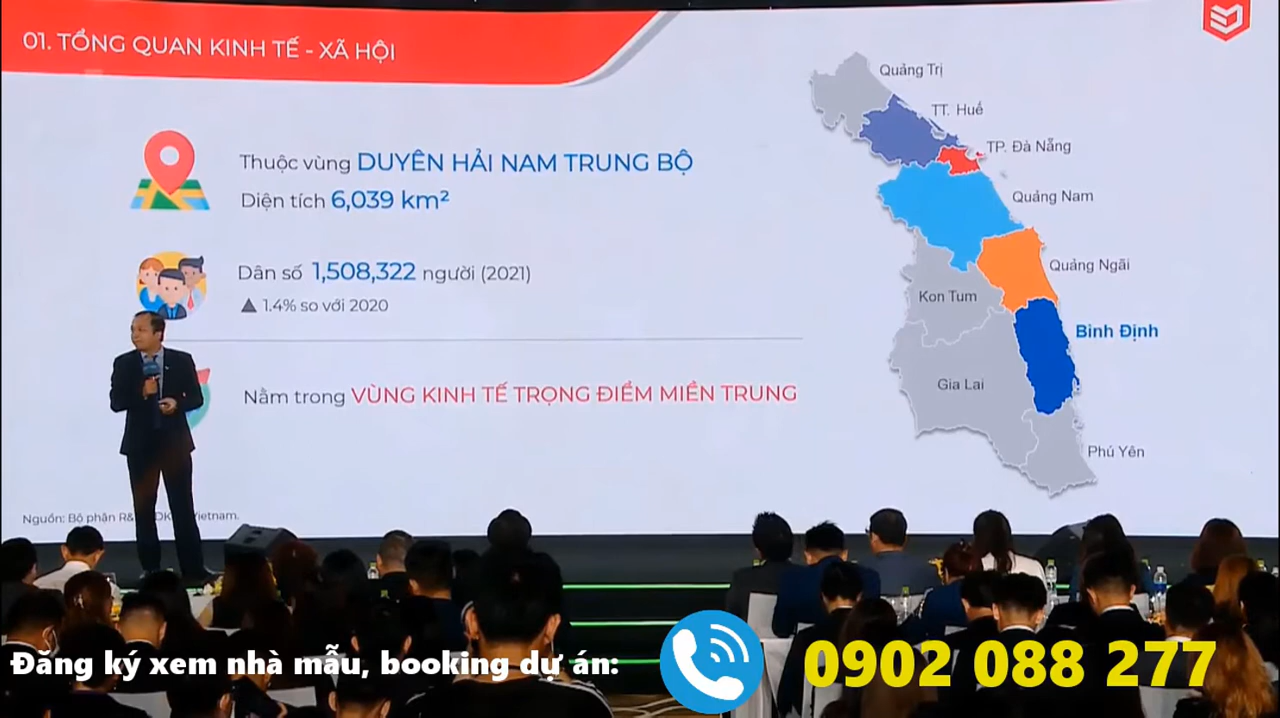 01. TỔNG QUAN KINH TẾ - XÃ HỘI
Thuộc vùng DUYÊN HẢI NAM TRUNG BỘ
Diện tích 6,039 km²
Dân số 1,508,322 người (2021)
1.4% so với 2020
Nằm trong VÙNG KINH TẾ TRỌNG ĐIỂM MIỀN TRUNG
Quảng Trị
TT. Huế
TP. Đà Nẵng
Quảng Nam
Quảng Ngãi
Kon Tum
Bình Định
Gia Lai
Phú Yên
Nguồn: Bộ phận
Đăng ký xem nhà mẫu, booking dự án:
0902 088 277